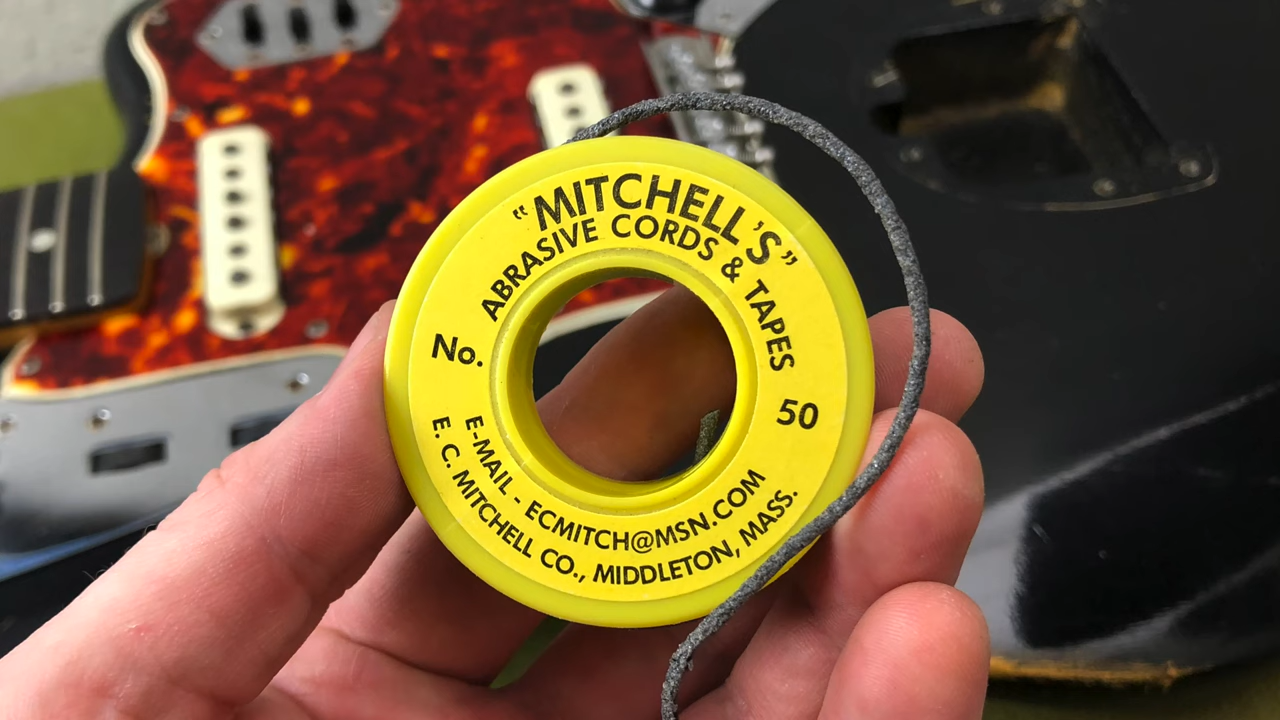 "MITCHELL'S"
ABRASIVE CORDS & TAPES
No. 50
E-MAIL - ECMITCH@MSN.COM
E. C. MITCHELL CO., MIDDLETON, MASS.